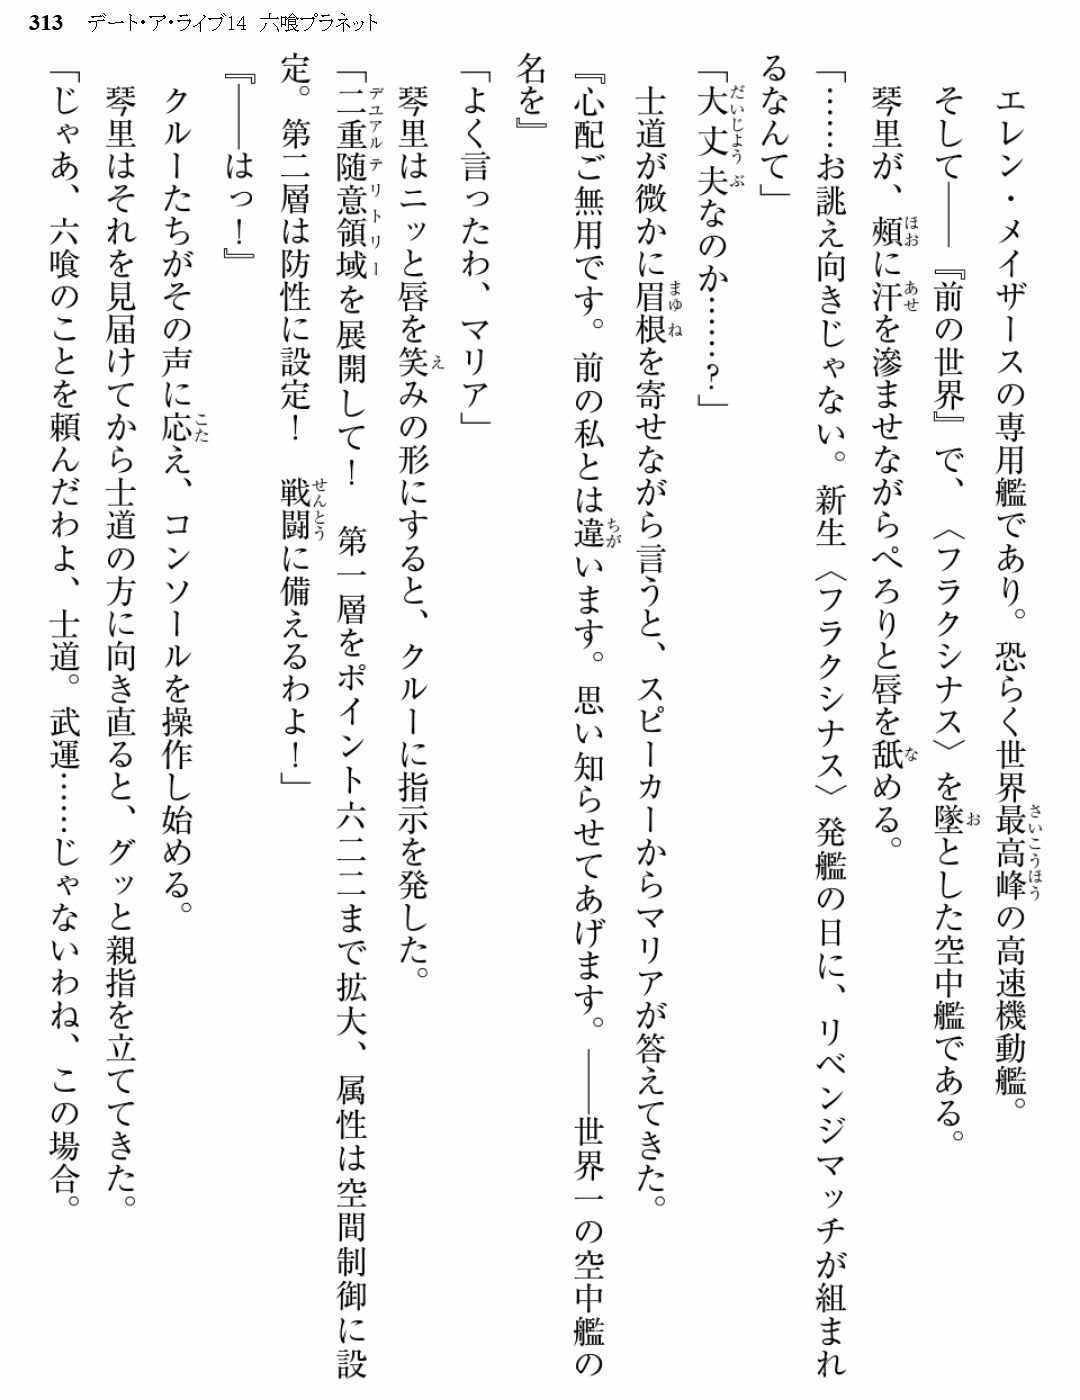 313 デート・ア・ライブ14 六喰プラネット
エレン・メイザースの専用艦であり。恐らく世界最高峰の高速機動艦。
そして――『前の世界』で、〈フラクシナス〉を墜とした空中艦である。
琴里が、頬に汗を滲ませながらぺろりと唇を舐める。
「……お誂え向きじゃない。新生〈フラクシナス〉発艦の日に、リベンジマッチが組まれ
るなんて」
「大丈夫なのか……？」
士道が微かに眉根を寄せながら言うと、スピーカーからマリアが答えてきた。
『心配ご無用です。前の私とは違います。思い知らせてあげます。――世界一の空中艦の
名を』
「よく言ったわ、マリア」
琴里はニッと唇を笑みの形にすると、クルーに指示を発した。
「二重随意領域を展開して！　第一層をポイント六二二まで拡大、属性は空間制御に設
定。第二層は防性に設定！　戦闘に備えるわよ！」
『――はっ！』
クルーたちがその声に応え、コンソールを操作し始める。
琴里はそれを見届けてから士道の方に向き直ると、グッと親指を立ててきた。
「じゃあ、六喰のことを頼んだわよ、士道。武運……じゃないわね、この場合。